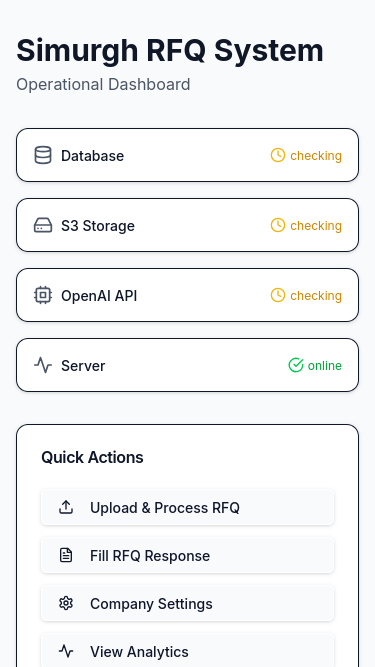 Simurgh RFQ System
Operational Dashboard
Database checking
S3 Storage checking
OpenAI API checking
Server online
Quick Actions
Upload & Process RFQ
Fill RFQ Response
Company Settings
View Analytics